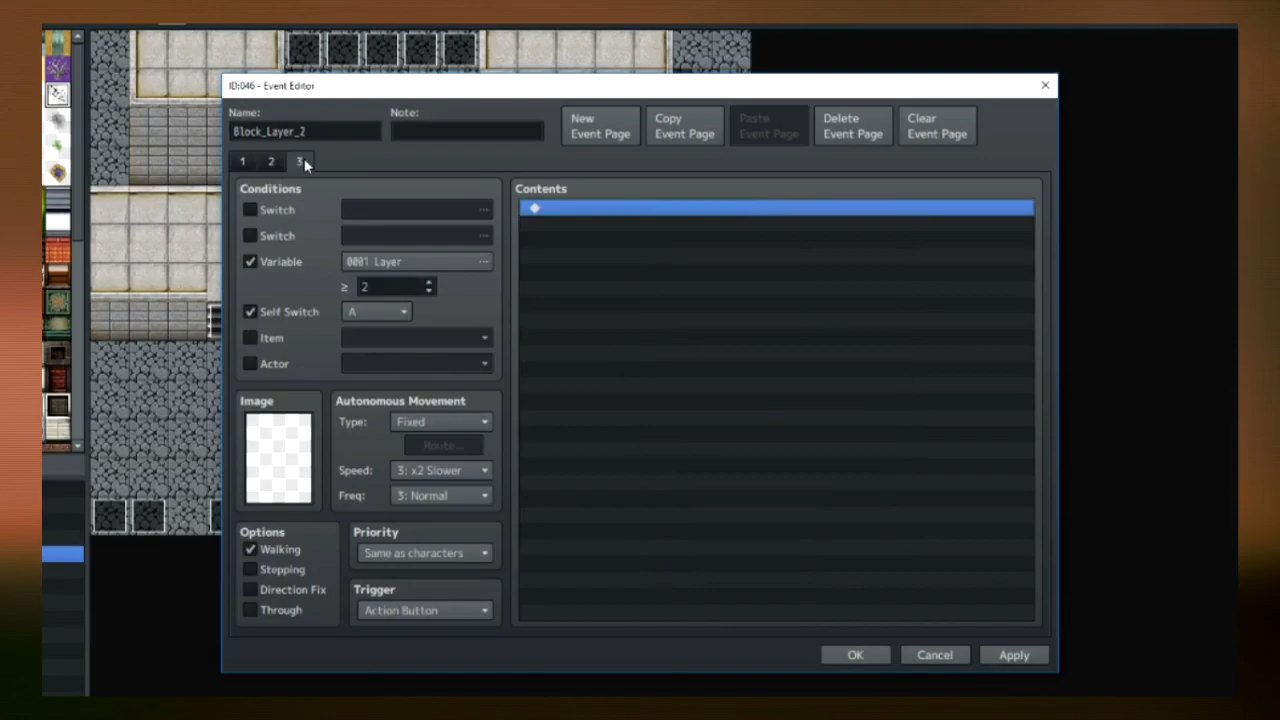 ID:046 - Event Editor
Name:
Note:
Block_Layer_2
New
Event Page
Copy
Event Page
Paste
Event Page
Delete
Event Page
Clear
Event Page
1
2
3
Conditions
Switch
...
Switch
...
Variable
0001 Layer
...
≥
2
Self Switch
A
Item
Actor
Image
Autonomous Movement
Type:
Fixed
Route...
Speed:
3: x2 Slower
Freq:
3: Normal
Options
Walking
Stepping
Direction Fix
Through
Priority
Same as characters
Trigger
Action Button
Contents
OK
Cancel
Apply